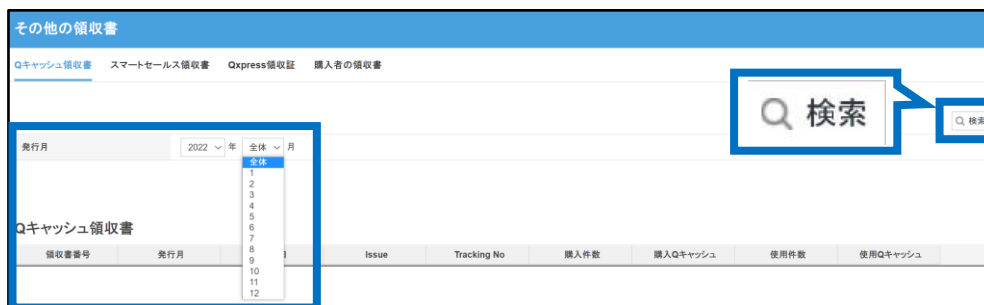 その他の領収書
Qキャッシュ領収書 スマートセールス領収書 Qxpress領収証 購入者の領収書
検索
検索
発行月 2022 年 全体 月
全体
1
2
3
4
5
6
7
8
9
10
11
12
Qキャッシュ領収書
領収書番号 発行月 Issue Tracking No 購入件数 購入Qキャッシュ 使用件数 使用Qキャッシュ